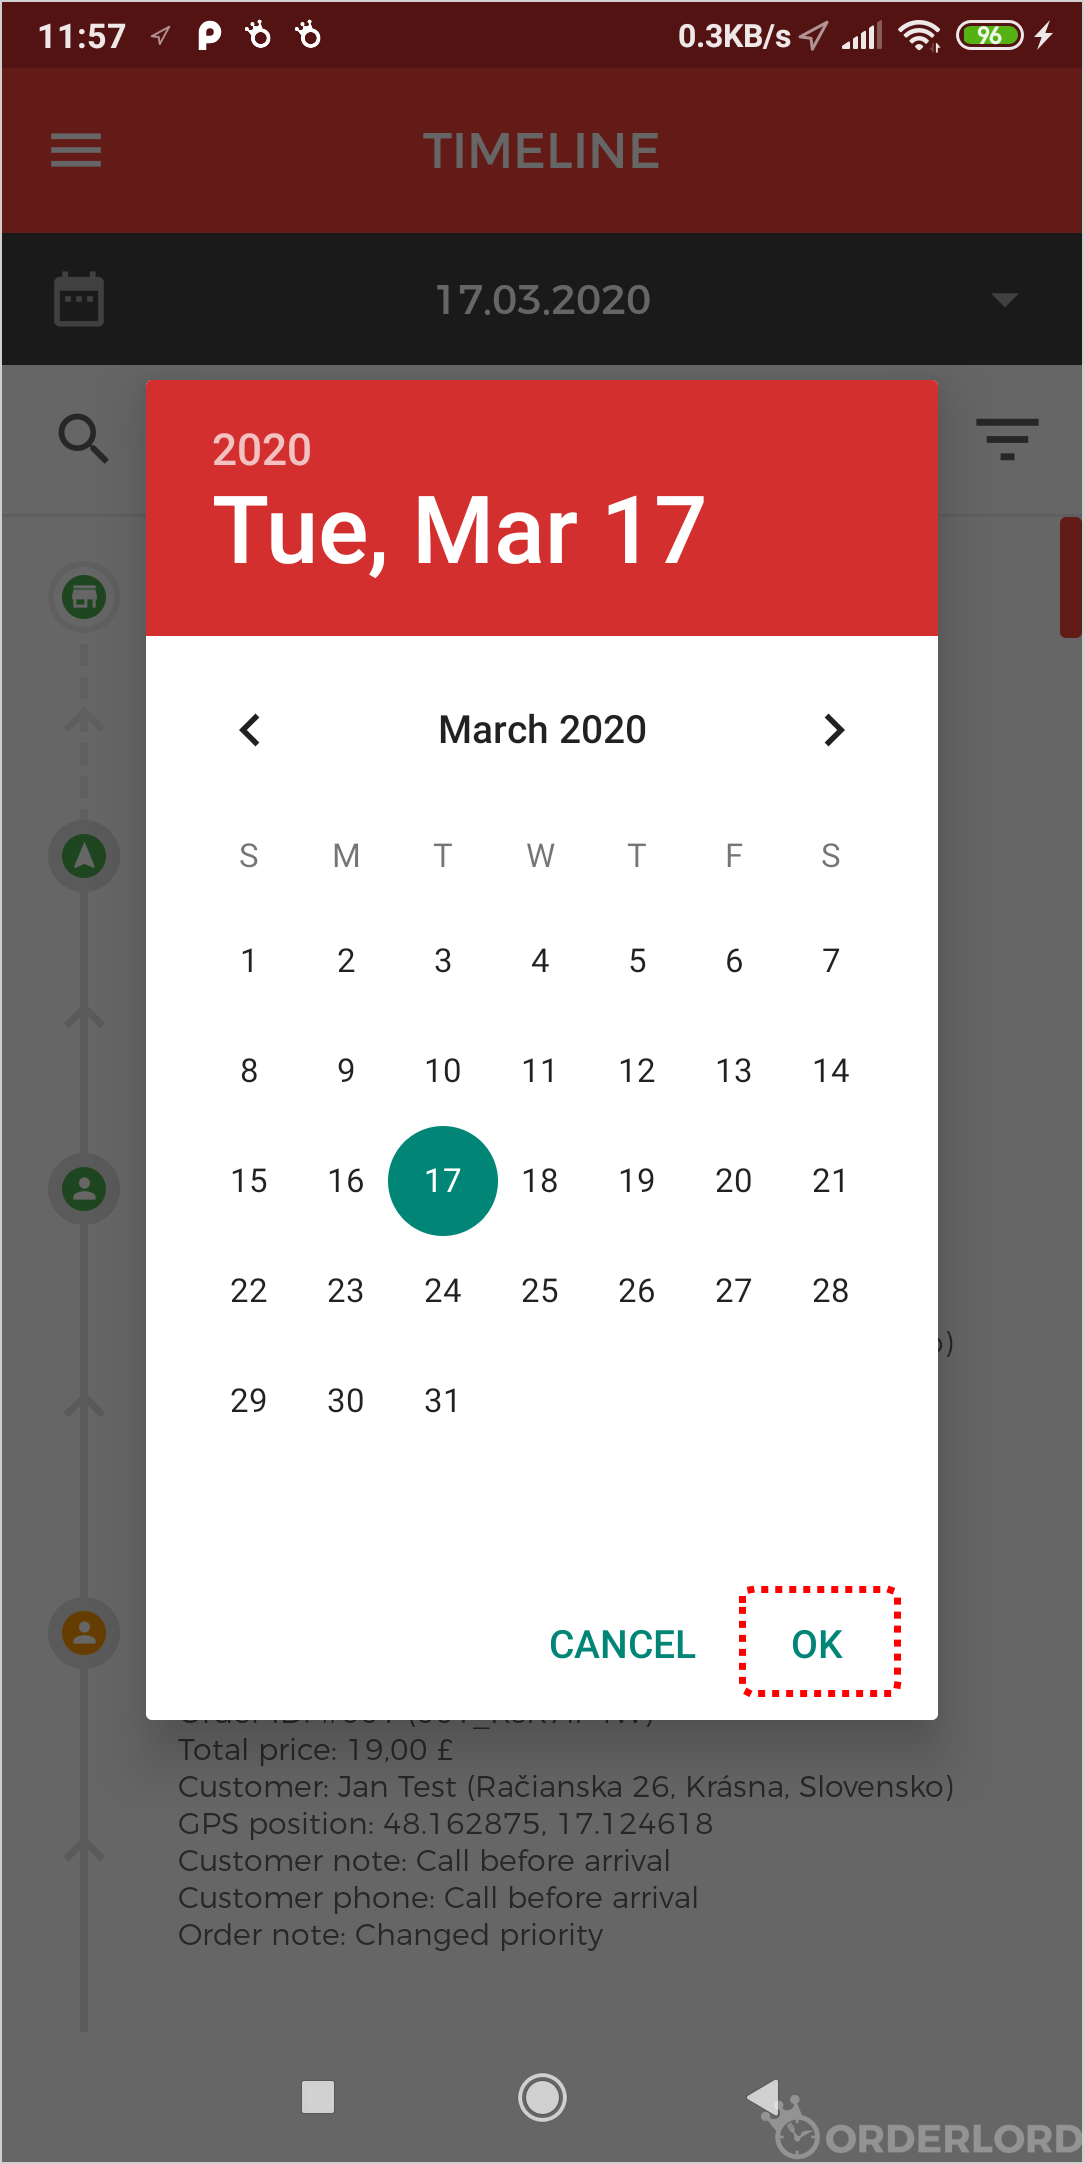 11:57 0.3KB/s 96
TIMELINE
17.03.2020
2020
Tue, Mar 17
March 2020
S M T W T F S
1 2 3 4 5 6 7
8 9 10 11 12 13 14
15 16 17 18 19 20 21
22 23 24 25 26 27 28
29 30 31
CANCEL OK
Total price: 19,00 £
Customer: Jan Test (Račianska 26, Krásna, Slovensko)
GPS position: 48.162875, 17.124618
Customer note: Call before arrival
Customer phone: Call before arrival
Order note: Changed priority
ORDERLORD